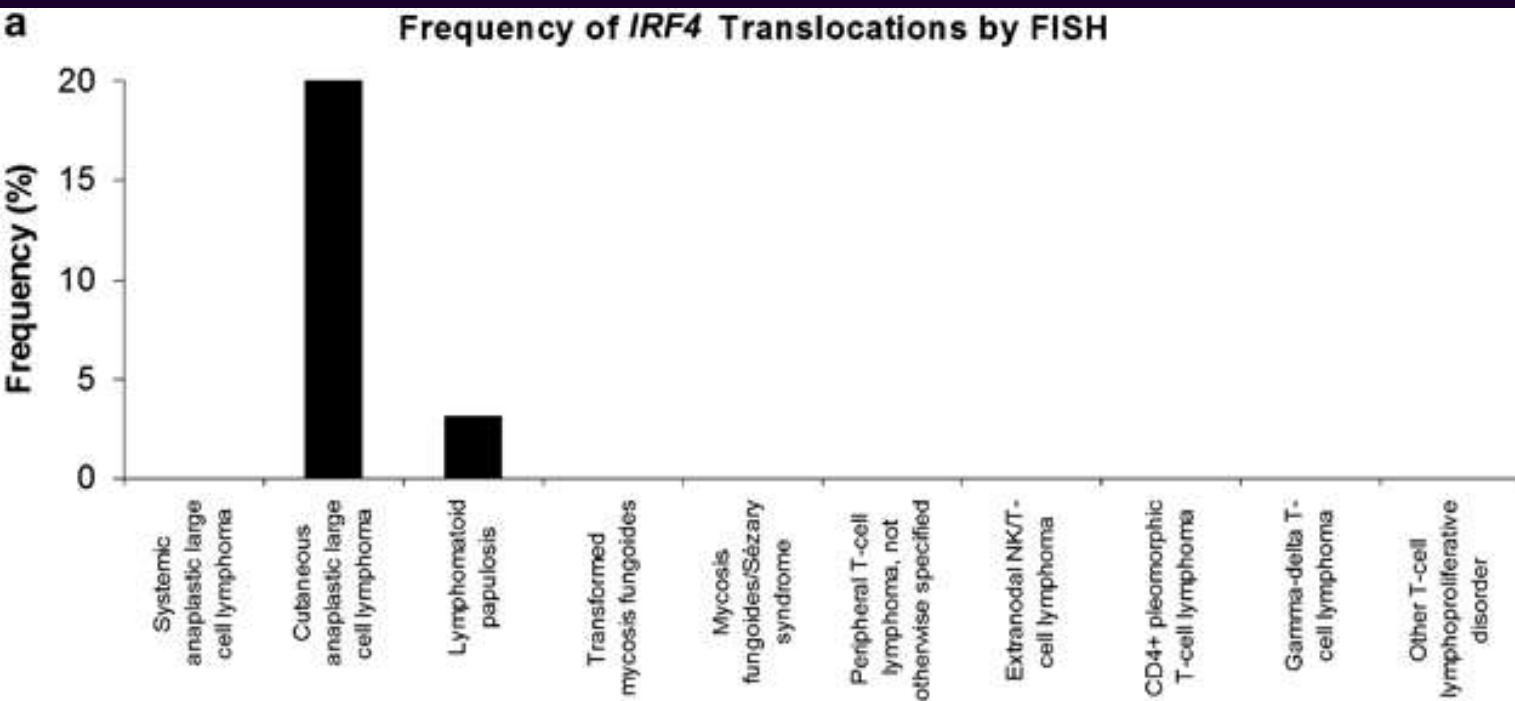 a
Frequency of IRF4 Translocations by FISH
Frequency (%)
20
15
10
5
0
Systemic
anaplastic large
cell lymphoma
Cutaneous
anaplastic large
cell lymphoma
Lymphomatoid
papulosis
Transformed
mycosis fungoides
Mycosis
fungoides/Sézary
syndrome
Peripheral T-cell
lymphoma, not
otherwise specified
Extranodal NK/T-
cell lymphoma
CD4+ pleomorphic
T-cell lymphoma
Gamma-delta T-
cell lymphoma
Other T-cell
lymphoproliferative
disorder